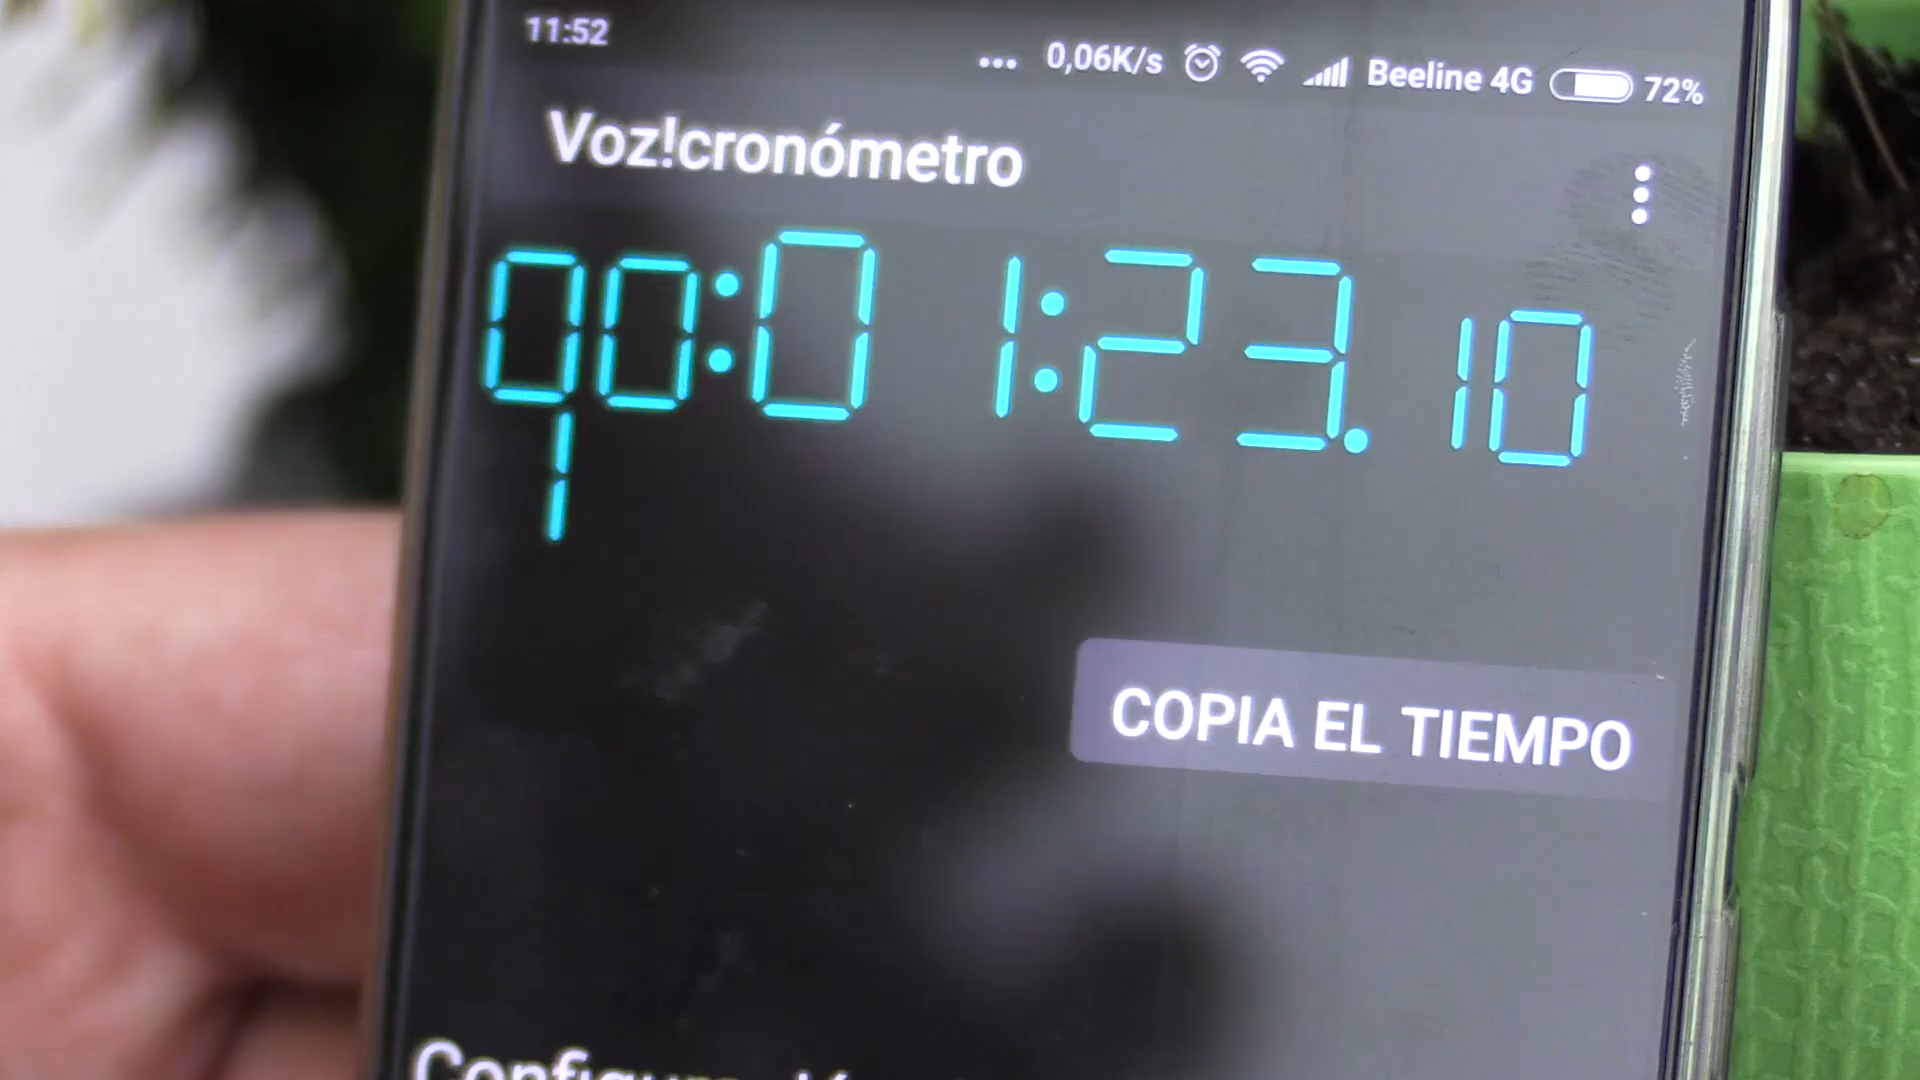 11:52
... 0,06K/s Beeline 4G 72%
Voz!cronómetro
00:01:23.10
1
COPIA EL TIEMPO